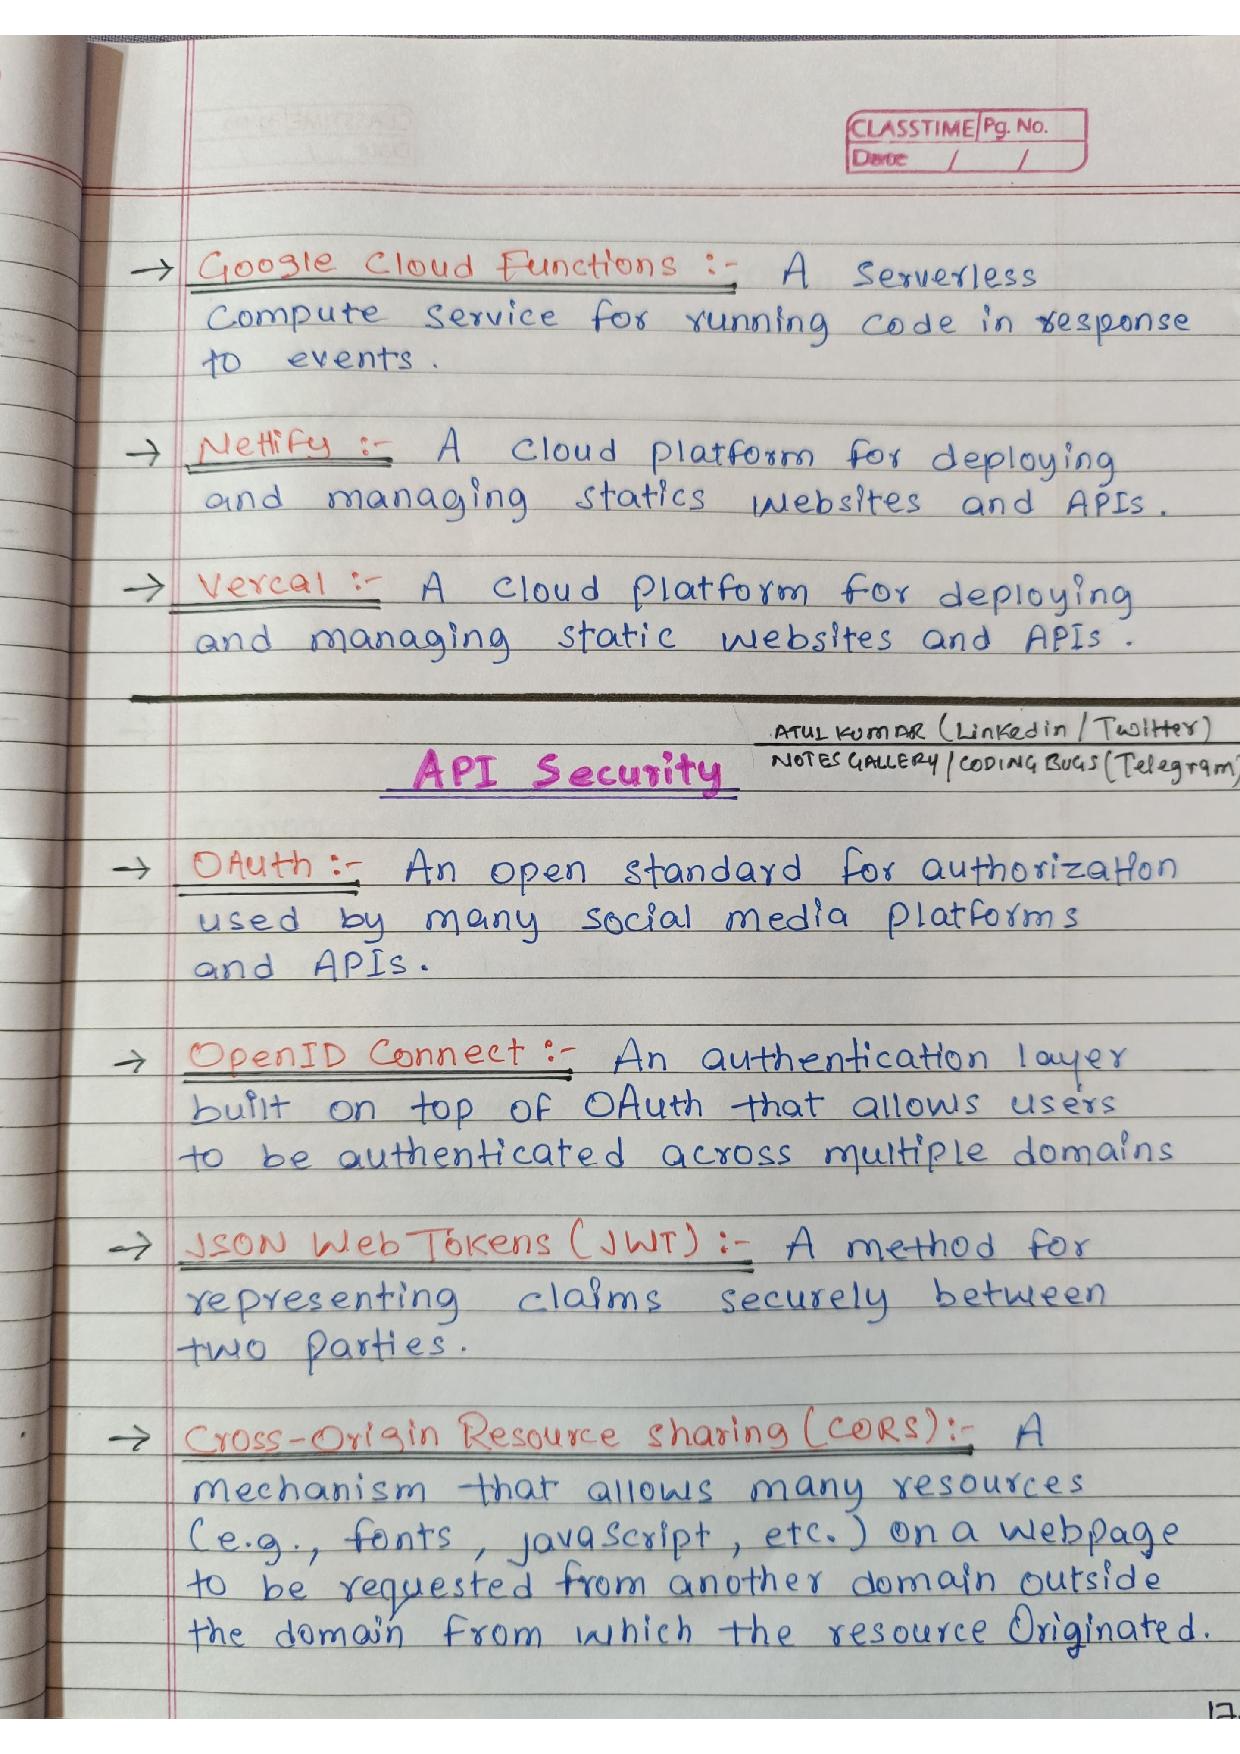 CLASSTIME Pg. No.
Date / /
→ Google Cloud Functions :- A Serverless
Compute Service for running code in response
to events.
→ Netlify :- A Cloud Platform for deploying
and managing statics websites and APIs.
→ Vercal :- A Cloud Platform for deploying
and managing static websites and APIs.
ATUL KUMAR (Linkedin / Twitter)
NOTES GALLERY / CODING BUGS (Telegram)
API Security
→ OAuth :- An open standard for authorization
used by many social media platforms
and APIs.
→ OpenID Connect :- An authentication layer
built on top of OAuth that allows users
to be authenticated across multiple domains
→ JSON Web Tokens (JWT) :- A method for
representing claims securely between
two parties.
→ Cross-Origin Resource Sharing (CORS) :- A
mechanism that allows many resources
(e.g., fonts, javascript, etc.) on a webpage
to be requested from another domain outside
the domain from which the resource Originated.
17